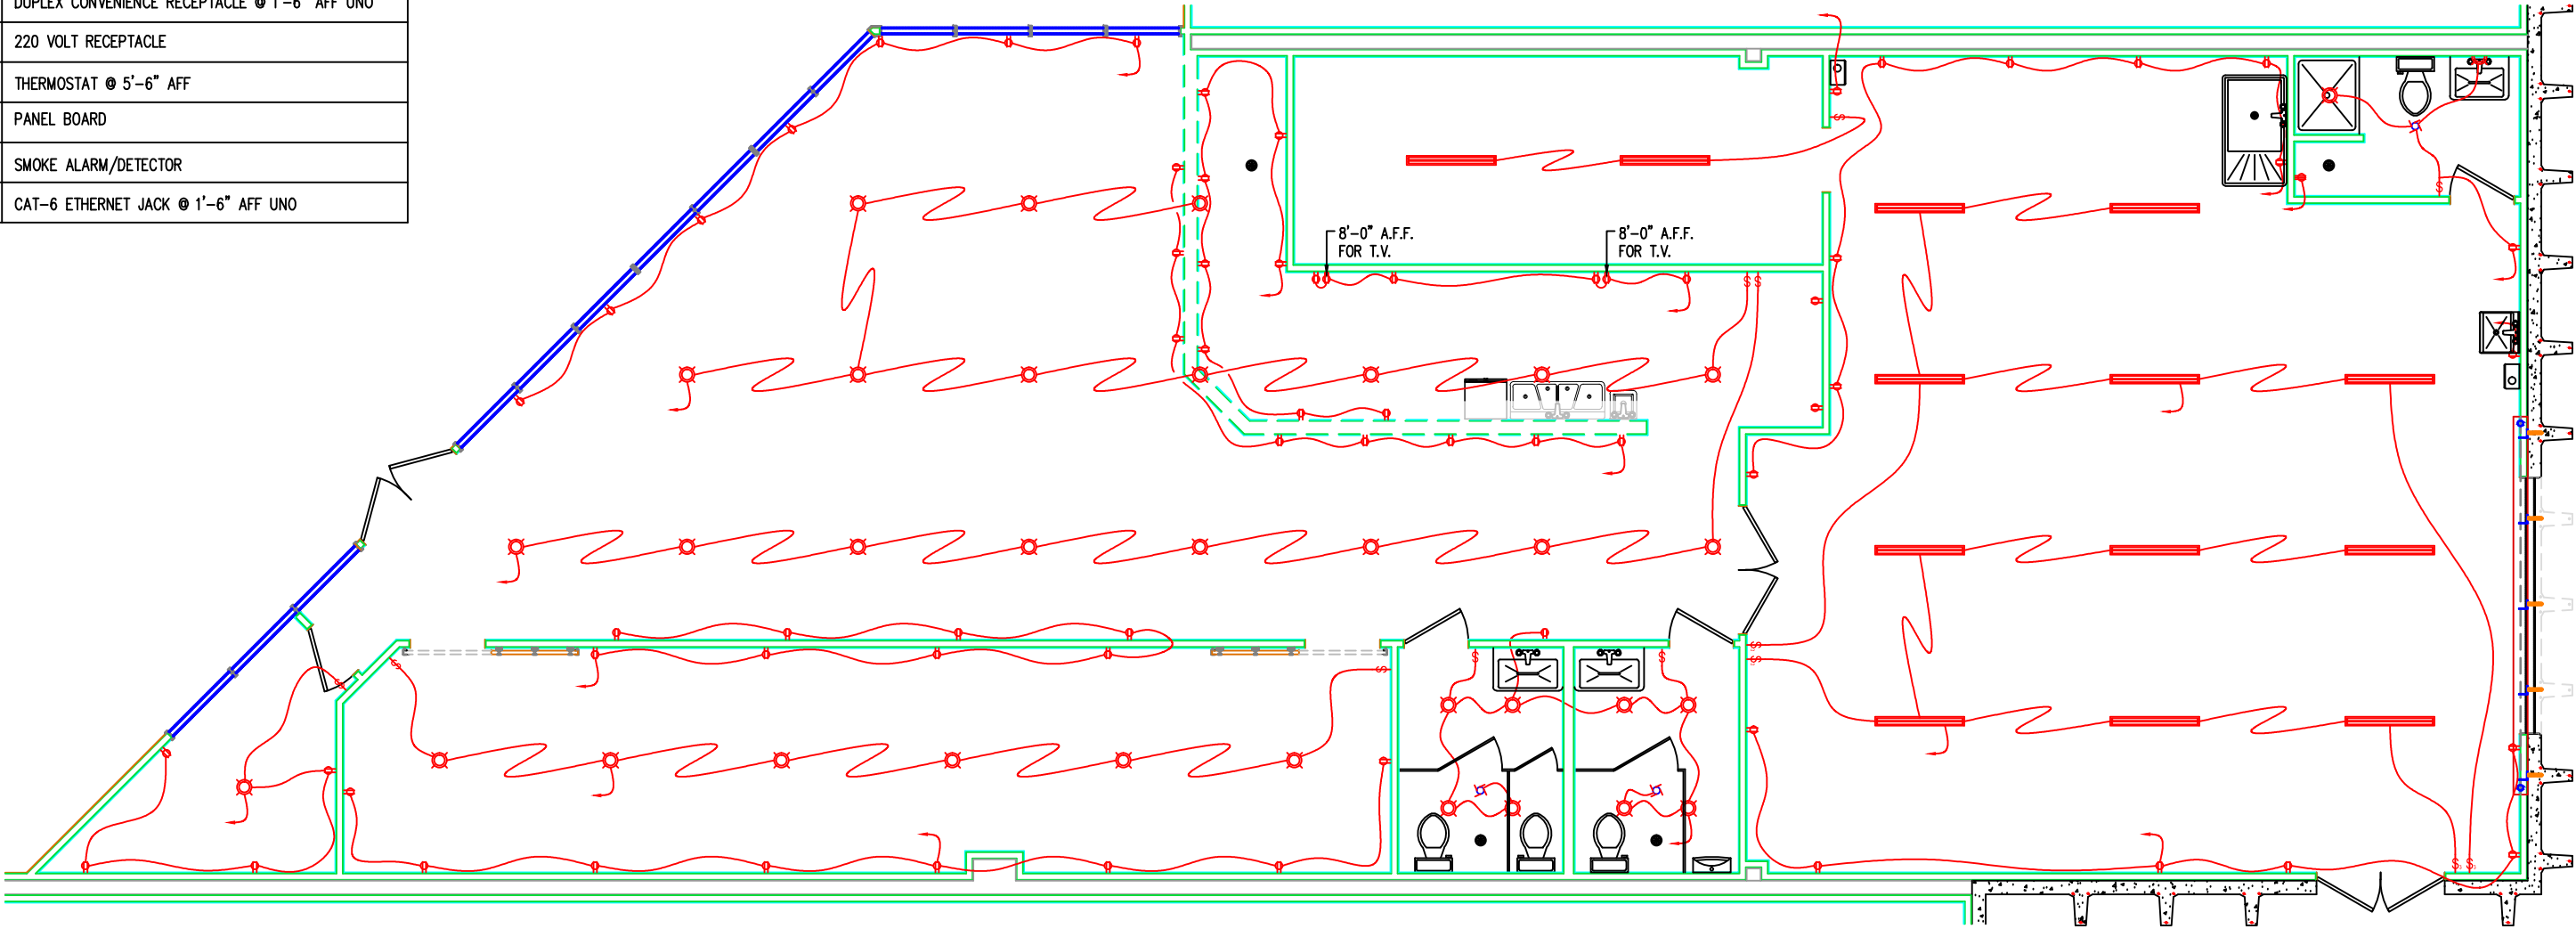 DUPLEX CONVENIENCE RECEPTACLE @ 1'-6" AFF UNO
220 VOLT RECEPTACLE
THERMOSTAT @ 5'-6" AFF
PANEL BOARD
SMOKE ALARM/DETECTOR
CAT-6 ETHERNET JACK @ 1'-6" AFF UNO
8'-0" A.F.F.
FOR T.V.
8'-0" A.F.F.
FOR T.V.